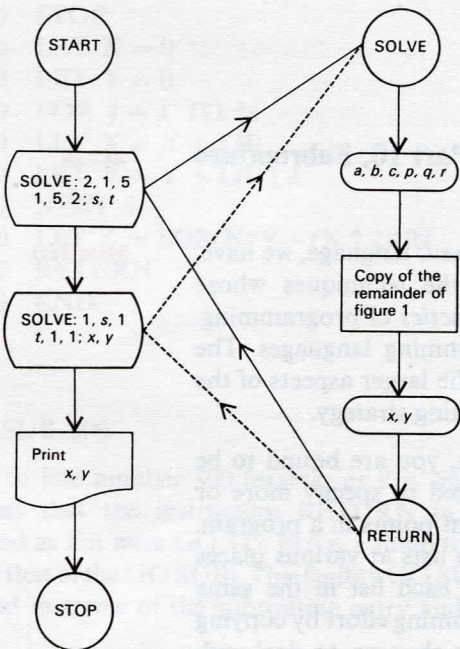 START
SOLVE: 2, 1, 5
1, 5, 2; s, t
SOLVE: 1, s, 1
t, 1, 1; x, y
Print
x, y
STOP
SOLVE
a, b, c, p, q, r
Copy of the
remainder of
figure 1
x, y
RETURN